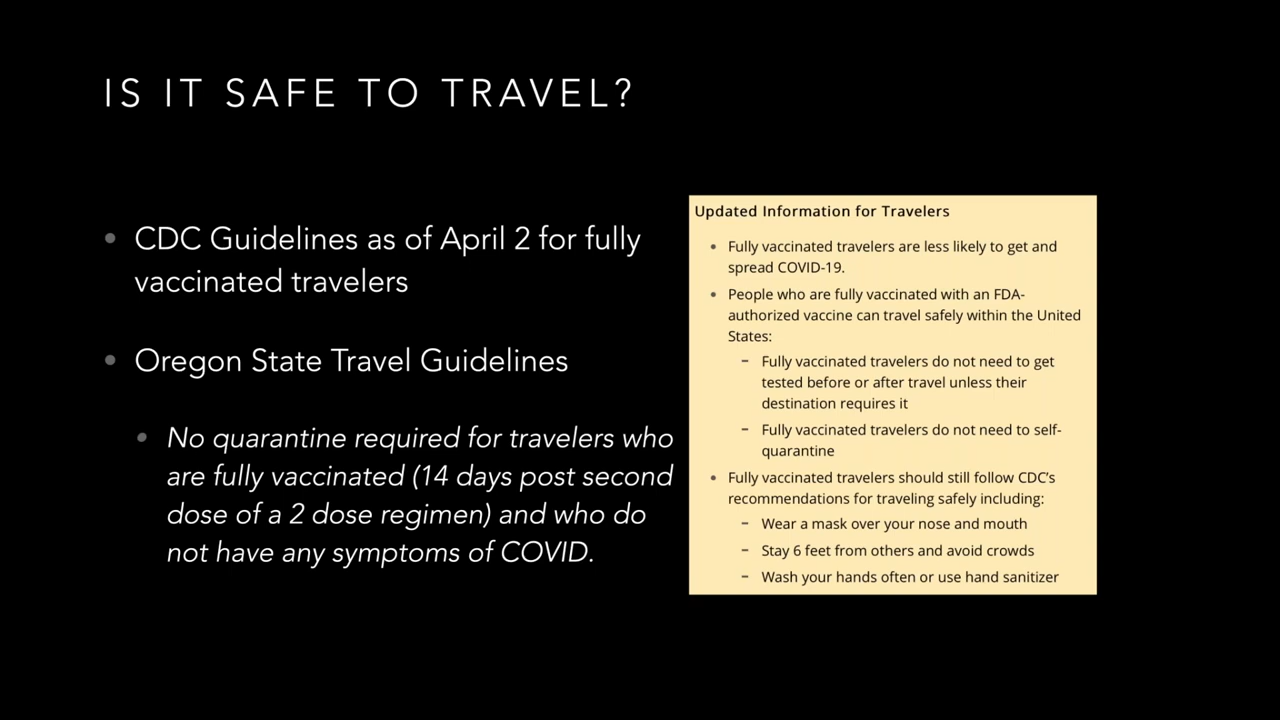 IS IT SAFE TO TRAVEL?
• CDC Guidelines as of April 2 for fully
vaccinated travelers
• Oregon State Travel Guidelines
• No quarantine required for travelers who
are fully vaccinated (14 days post second
dose of a 2 dose regimen) and who do
not have any symptoms of COVID.
Updated Information for Travelers
• Fully vaccinated travelers are less likely to get and
spread COVID-19.
• People who are fully vaccinated with an FDA-
authorized vaccine can travel safely within the United
States:
– Fully vaccinated travelers do not need to get
tested before or after travel unless their
destination requires it
– Fully vaccinated travelers do not need to self-
quarantine
• Fully vaccinated travelers should still follow CDC’s
recommendations for traveling safely including:
– Wear a mask over your nose and mouth
– Stay 6 feet from others and avoid crowds
– Wash your hands often or use hand sanitizer